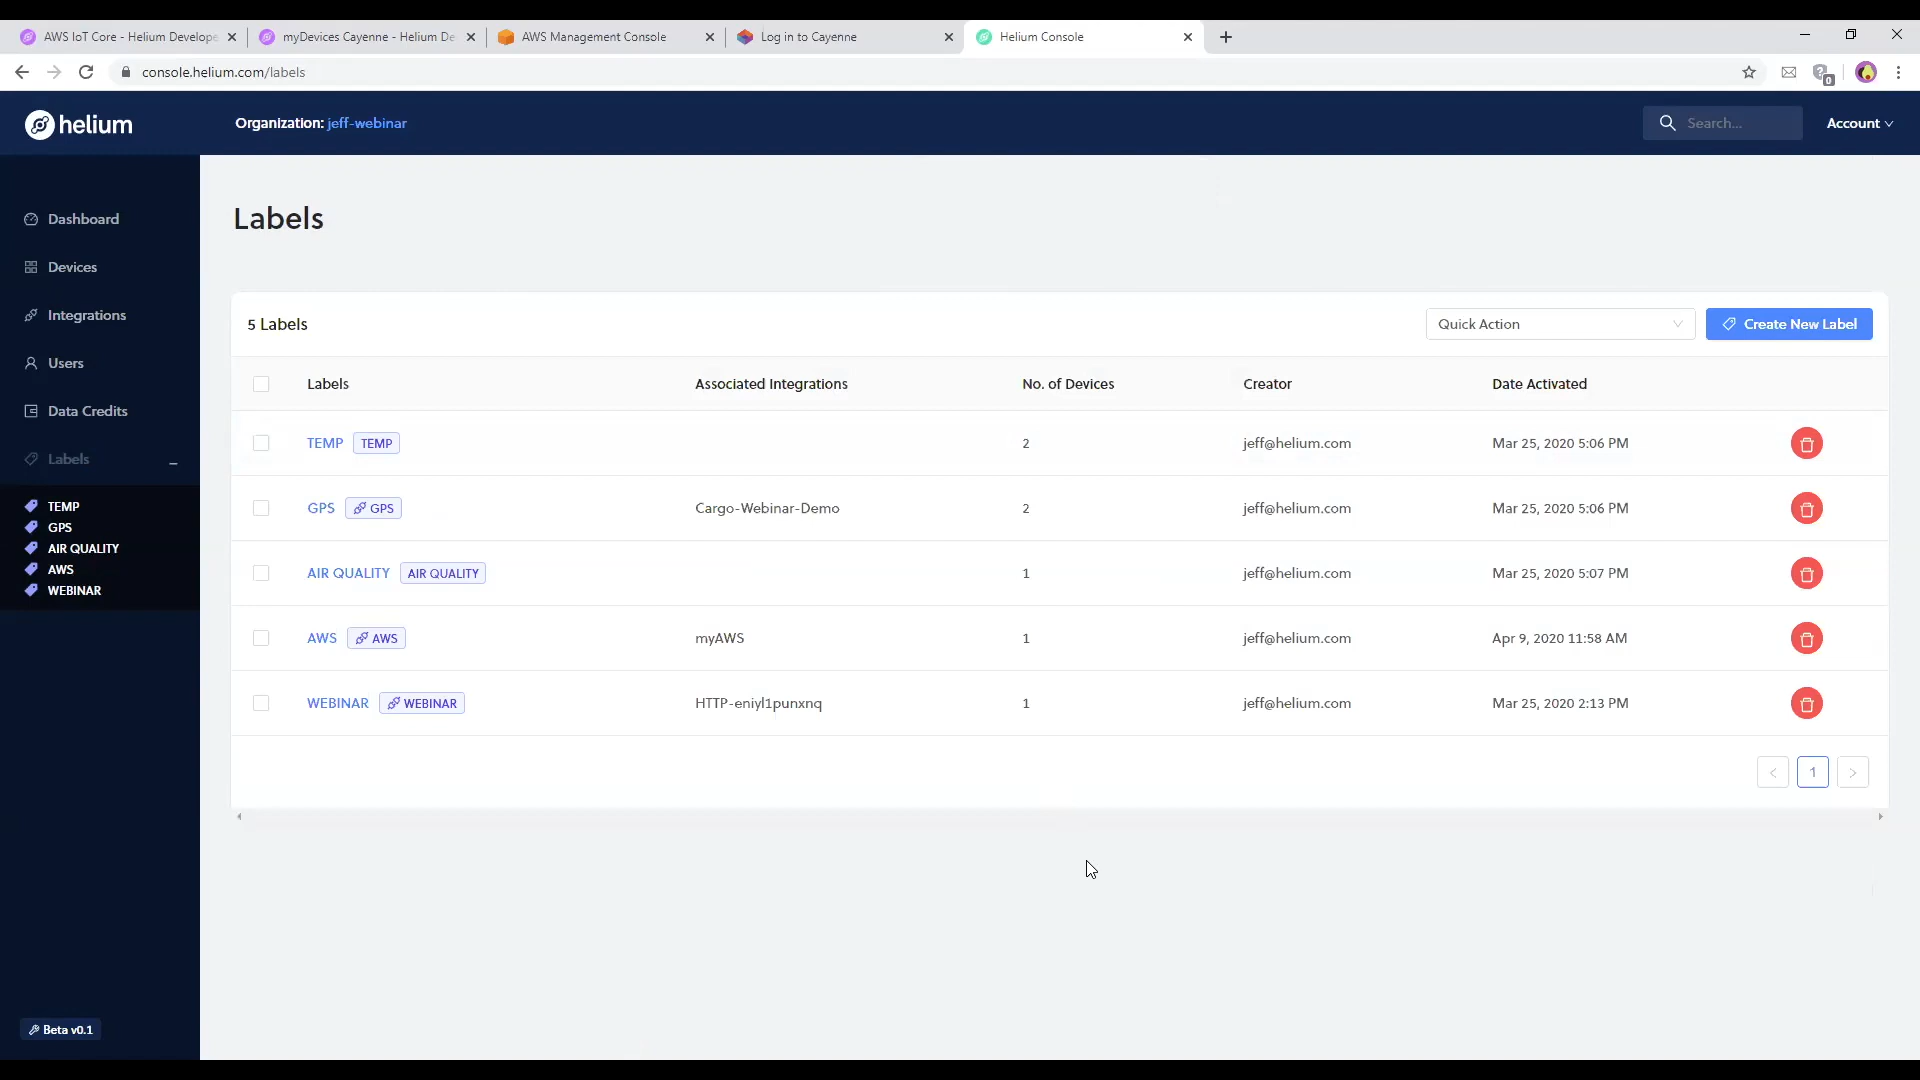 AWS IoT Core - Helium Develope
myDevices Cayenne - Helium De
AWS Management Console
Log in to Cayenne
Helium Console
console.helium.com/labels
0
helium
Organization: jeff-webinar
Search...
Account
Dashboard
Devices
Integrations
Users
Data Credits
Labels
TEMP
GPS
AIR QUALITY
AWS
WEBINAR
Beta v0.1
Labels
5 Labels
Quick Action
Create New Label
Labels Associated Integrations No. of Devices Creator Date Activated
TEMP TEMP 2 jeff@helium.com Mar 25, 2020 5:06 PM
GPS GPS Cargo-Webinar-Demo 2 jeff@helium.com Mar 25, 2020 5:06 PM
AIR QUALITY AIR QUALITY 1 jeff@helium.com Mar 25, 2020 5:07 PM
AWS AWS myAWS 1 jeff@helium.com Apr 9, 2020 11:58 AM
WEBINAR WEBINAR HTTP-eniyl1punxnq 1 jeff@helium.com Mar 25, 2020 2:13 PM
< 1 >